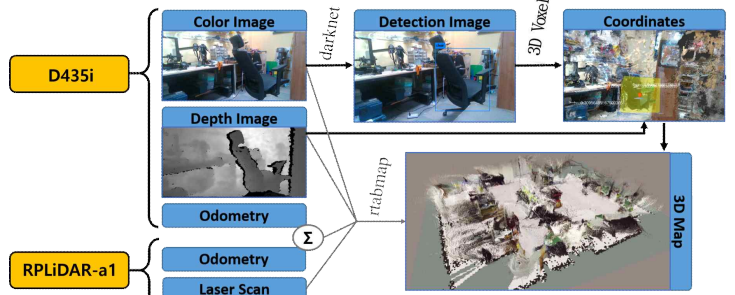 Color Image
darknet
Detection Image
3D Voxel
Coordinates
D435i
Depth Image
Odometry
Σ
rtabmap
3D Map
RPLiDAR-a1
Odometry
Laser Scan